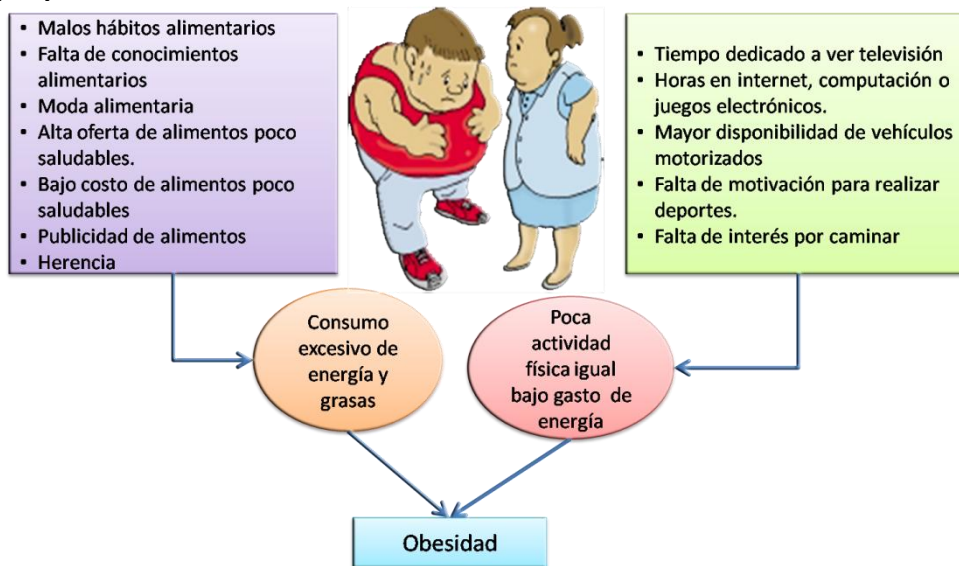 • Malos hábitos alimentarios
• Falta de conocimientos
alimentarios
• Moda alimentaria
• Alta oferta de alimentos poco
saludables.
• Bajo costo de alimentos poco
saludables
• Publicidad de alimentos
• Herencia
• Tiempo dedicado a ver televisión
• Horas en internet, computación o
juegos electrónicos.
• Mayor disponibilidad de vehículos
motorizados
• Falta de motivación para realizar
deportes.
• Falta de interés por caminar
Consumo
excesivo de
energía y
grasas
Poca
actividad
física igual
bajo gasto de
energía
Obesidad